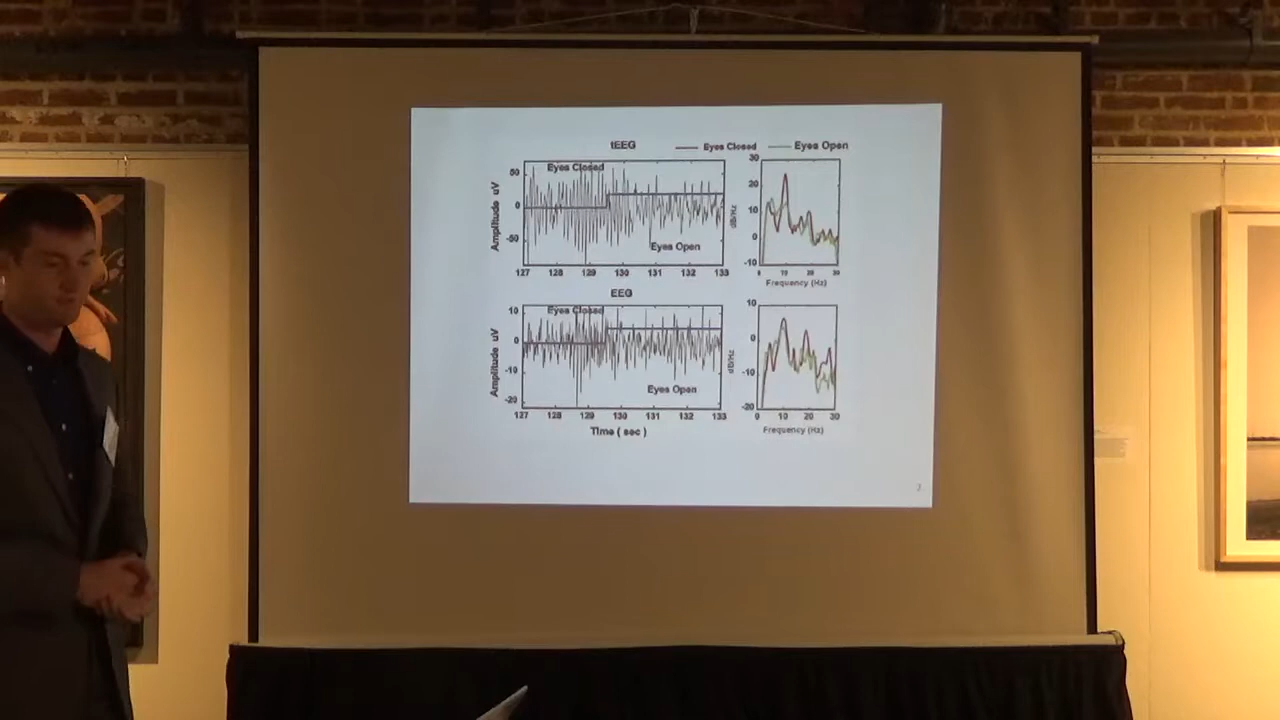 tEEG
Eyes Closed
Eyes Open
Eyes Closed
Eyes Open
Amplitude uV
50
0
-50
127 128 129 130 131 132 133
30
20
10
0
-10
0 10 20 30
Frequency (Hz)
EEG
Eyes Closed
Eyes Open
Amplitude uV
10
0
-10
-20
127 128 129 130 131 132 133
Time ( sec )
10
0
-10
-20
0 10 20 30
Frequency (Hz)